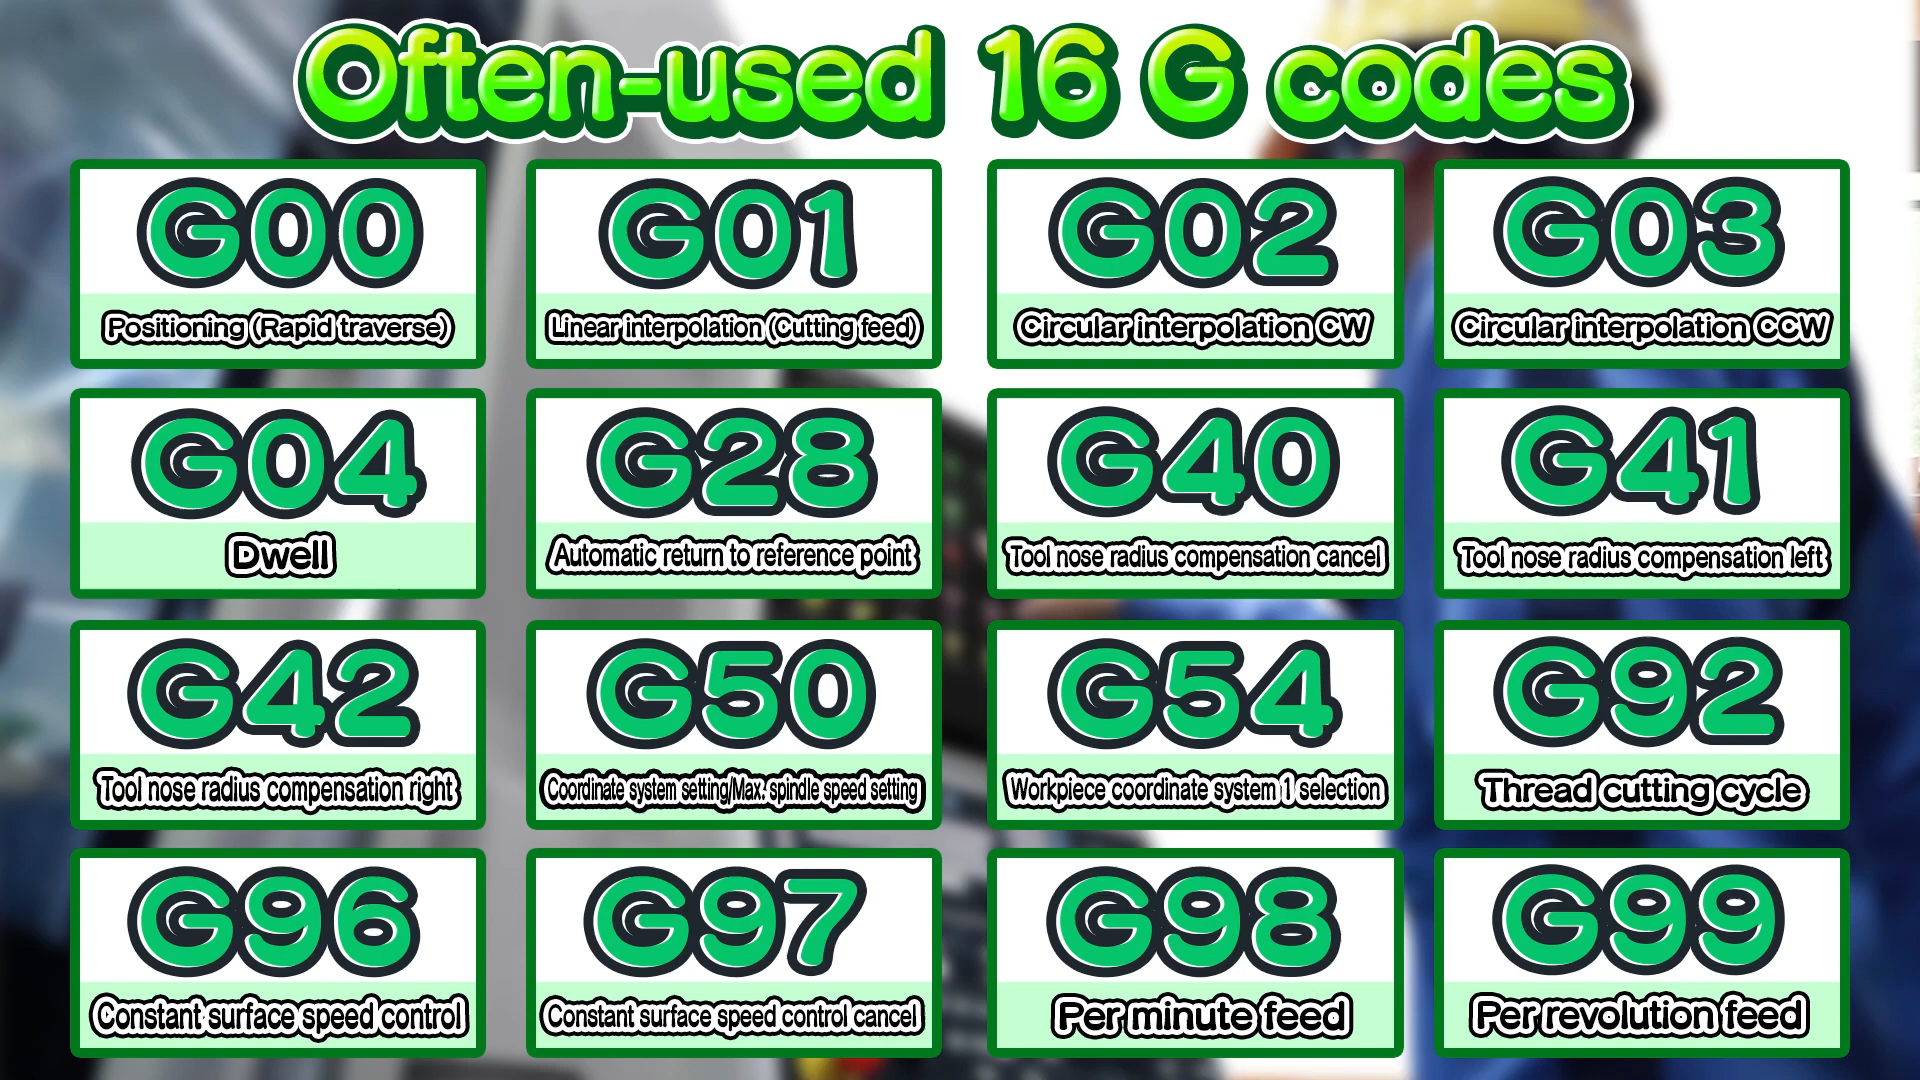 Often-used 16 G codes
G00
Positioning (Rapid traverse)
G01
Linear interpolation (Cutting feed)
G02
Circular interpolation CW
G03
Circular interpolation CCW
G04
Dwell
G28
Automatic return to reference point
G40
Tool nose radius compensation cancel
G41
Tool nose radius compensation left
G42
Tool nose radius compensation right
G50
Coordinate system setting/Max. spindle speed setting
G54
Workpiece coordinate system 1 selection
G92
Thread cutting cycle
G96
Constant surface speed control
G97
Constant surface speed control cancel
G98
Per minute feed
G99
Per revolution feed